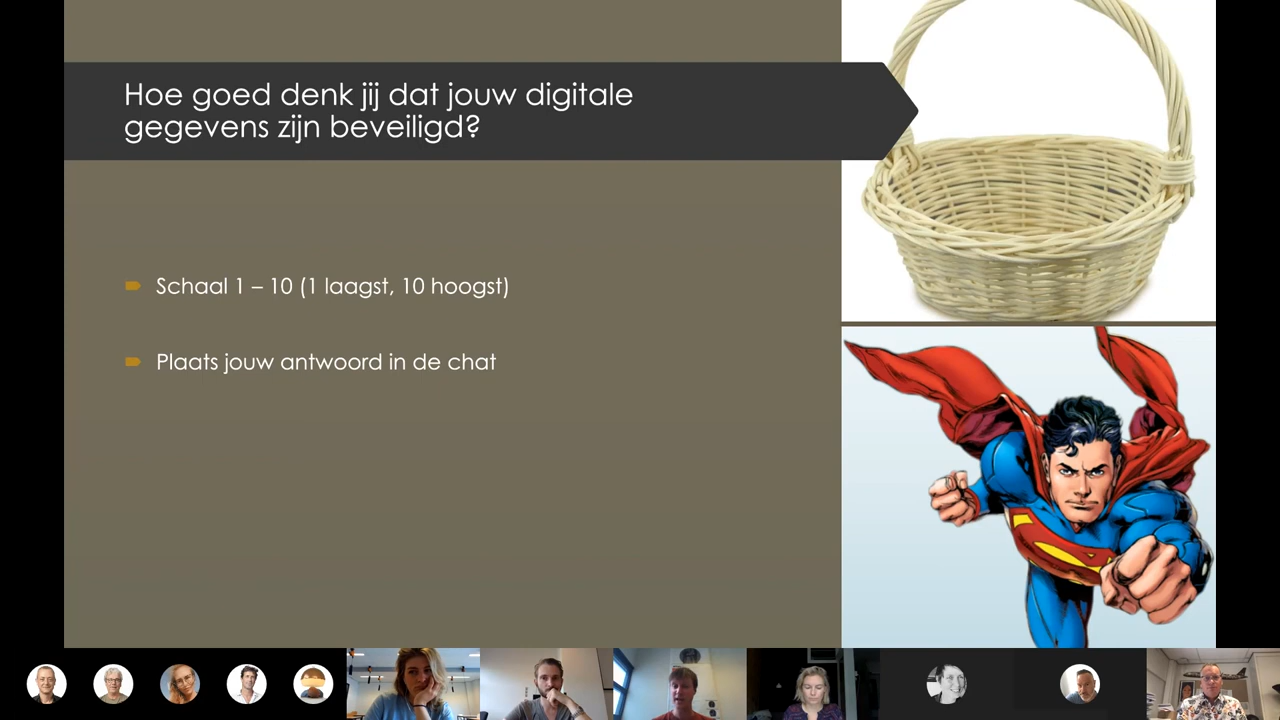 Hoe goed denk jij dat jouw digitale
gegevens zijn beveiligd?
Schaal 1 – 10 (1 laagst, 10 hoogst)
Plaats jouw antwoord in de chat